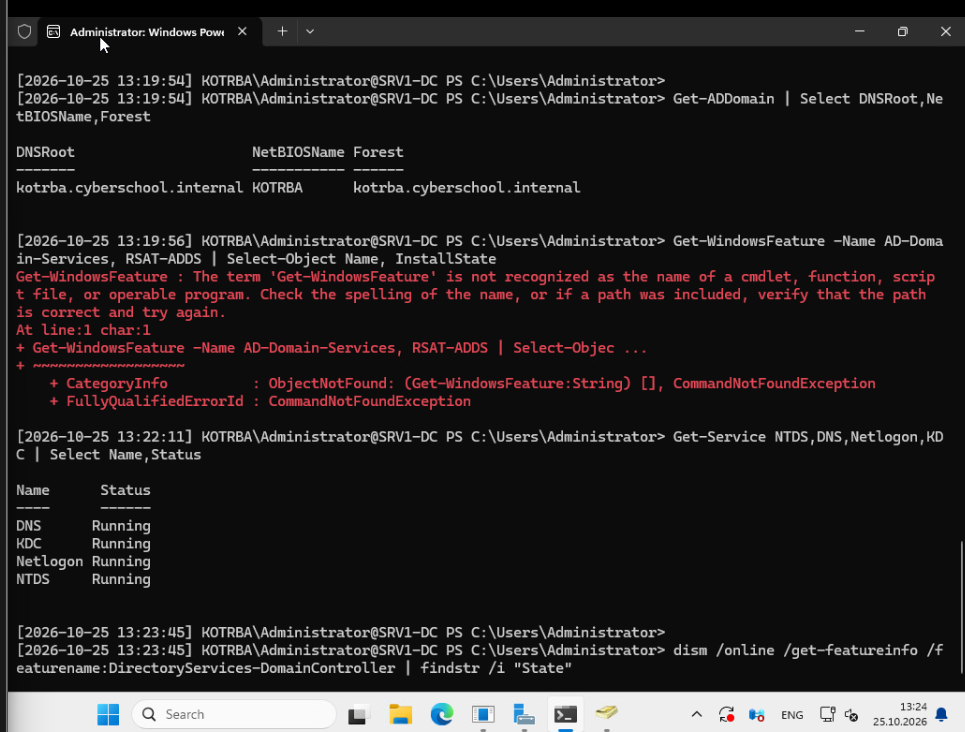 Administrator: Windows Powe
[2026-10-25 13:19:54] KOTRBA\Administrator@SRV1-DC PS C:\Users\Administrator>
[2026-10-25 13:19:54] KOTRBA\Administrator@SRV1-DC PS C:\Users\Administrator> Get-ADDomain | Select DNSRoot,Ne
tBIOSName,Forest
DNSRoot NetBIOSName Forest
------- ----------- ------
kotrba.cyberschool.internal KOTRBA kotrba.cyberschool.internal
[2026-10-25 13:19:56] KOTRBA\Administrator@SRV1-DC PS C:\Users\Administrator> Get-WindowsFeature -Name AD-Doma
in-Services, RSAT-ADDS | Select-Object Name, InstallState
Get-WindowsFeature : The term 'Get-WindowsFeature' is not recognized as the name of a cmdlet, function, scrip
t file, or operable program. Check the spelling of the name, or if a path was included, verify that the path
is correct and try again.
At line:1 char:1
+ Get-WindowsFeature -Name AD-Domain-Services, RSAT-ADDS | Select-Objec ...
+ ~~~~~~~~~~~~~~~~~~
+ CategoryInfo : ObjectNotFound: (Get-WindowsFeature:String) [], CommandNotFoundException
+ FullyQualifiedErrorId : CommandNotFoundException
[2026-10-25 13:22:11] KOTRBA\Administrator@SRV1-DC PS C:\Users\Administrator> Get-Service NTDS,DNS,Netlogon,KD
C | Select Name,Status
Name Status
---- ------
DNS Running
KDC Running
Netlogon Running
NTDS Running
[2026-10-25 13:23:45] KOTRBA\Administrator@SRV1-DC PS C:\Users\Administrator>
[2026-10-25 13:23:45] KOTRBA\Administrator@SRV1-DC PS C:\Users\Administrator> dism /online /get-featureinfo /f
eaturename:DirectoryServices-DomainController | findstr /i "State"
Search
ENG
13:24
25.10.2026